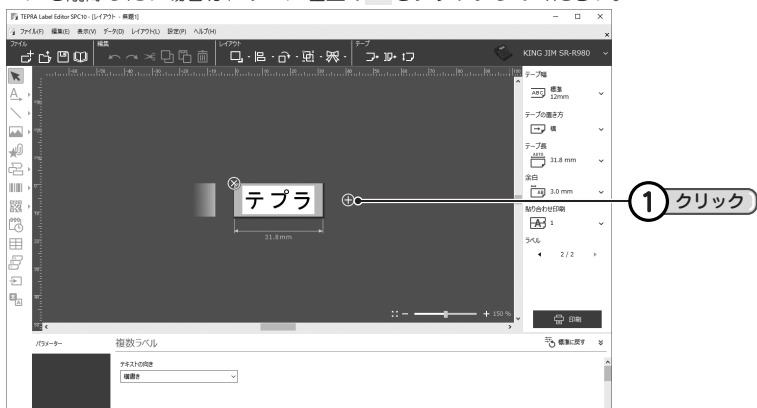 TEPRA Label Editor SPC10 - [レイアウト - 無題1]
ファイル(F) 編集(E) 表示(V) データ(D) レイアウト(L) 設定(P) ヘルプ(H)
ファイル 編集 レイアウト テープ
KING JIM SR-R980
テープ幅
ABC 標準
12mm
テープの置き方
横
テープ長
AUTO
31.8 mm
余白
3.0 mm
貼り合わせ印刷
A 1
ラベル
2 / 2
印刷
テプラ
31.8mm
150 %
1 クリック
パラメーター
複数ラベル
標準に戻す
テキストの向き
横書き